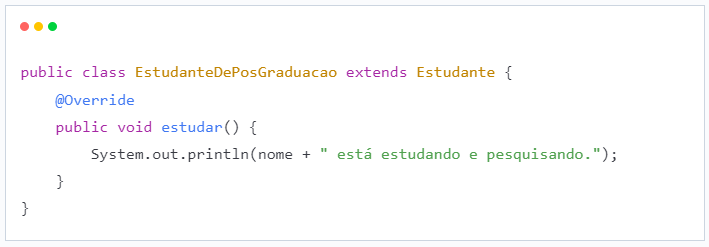 public class EstudanteDePosGraduacao extends Estudante {
    @Override
    public void estudar() {
        System.out.println(nome + " está estudando e pesquisando.");
    }
}